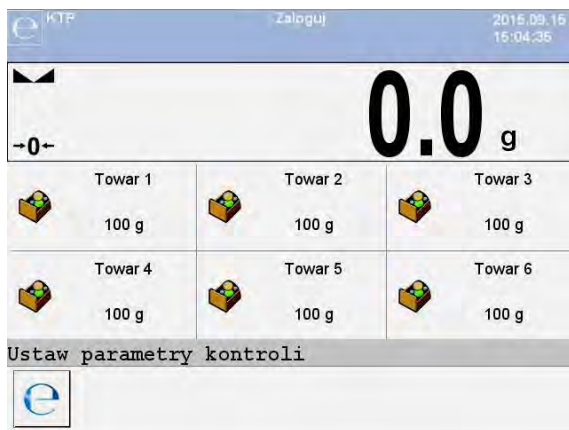 e KTP Zaloguj 2015.09.15
15:04:35
0.0 g
→0←
Towar 1 Towar 2 Towar 3
100 g 100 g 100 g
Towar 4 Towar 5 Towar 6
100 g 100 g 100 g
Ustaw parametry kontroli
e